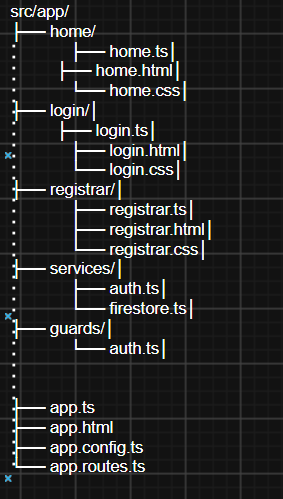 src/app/
├── home/
├── home.ts│
├── home.html│
└── home.css│
├── login/│
├── login.ts│
├── login.html│
└── login.css│
├── registrar/│
├── registrar.ts│
├── registrar.html│
└── registrar.css│
├── services/│
├── auth.ts│
└── firestore.ts│
├── guards/│
└── auth.ts│
├── app.ts
├── app.html
├── app.config.ts
└── app.routes.ts